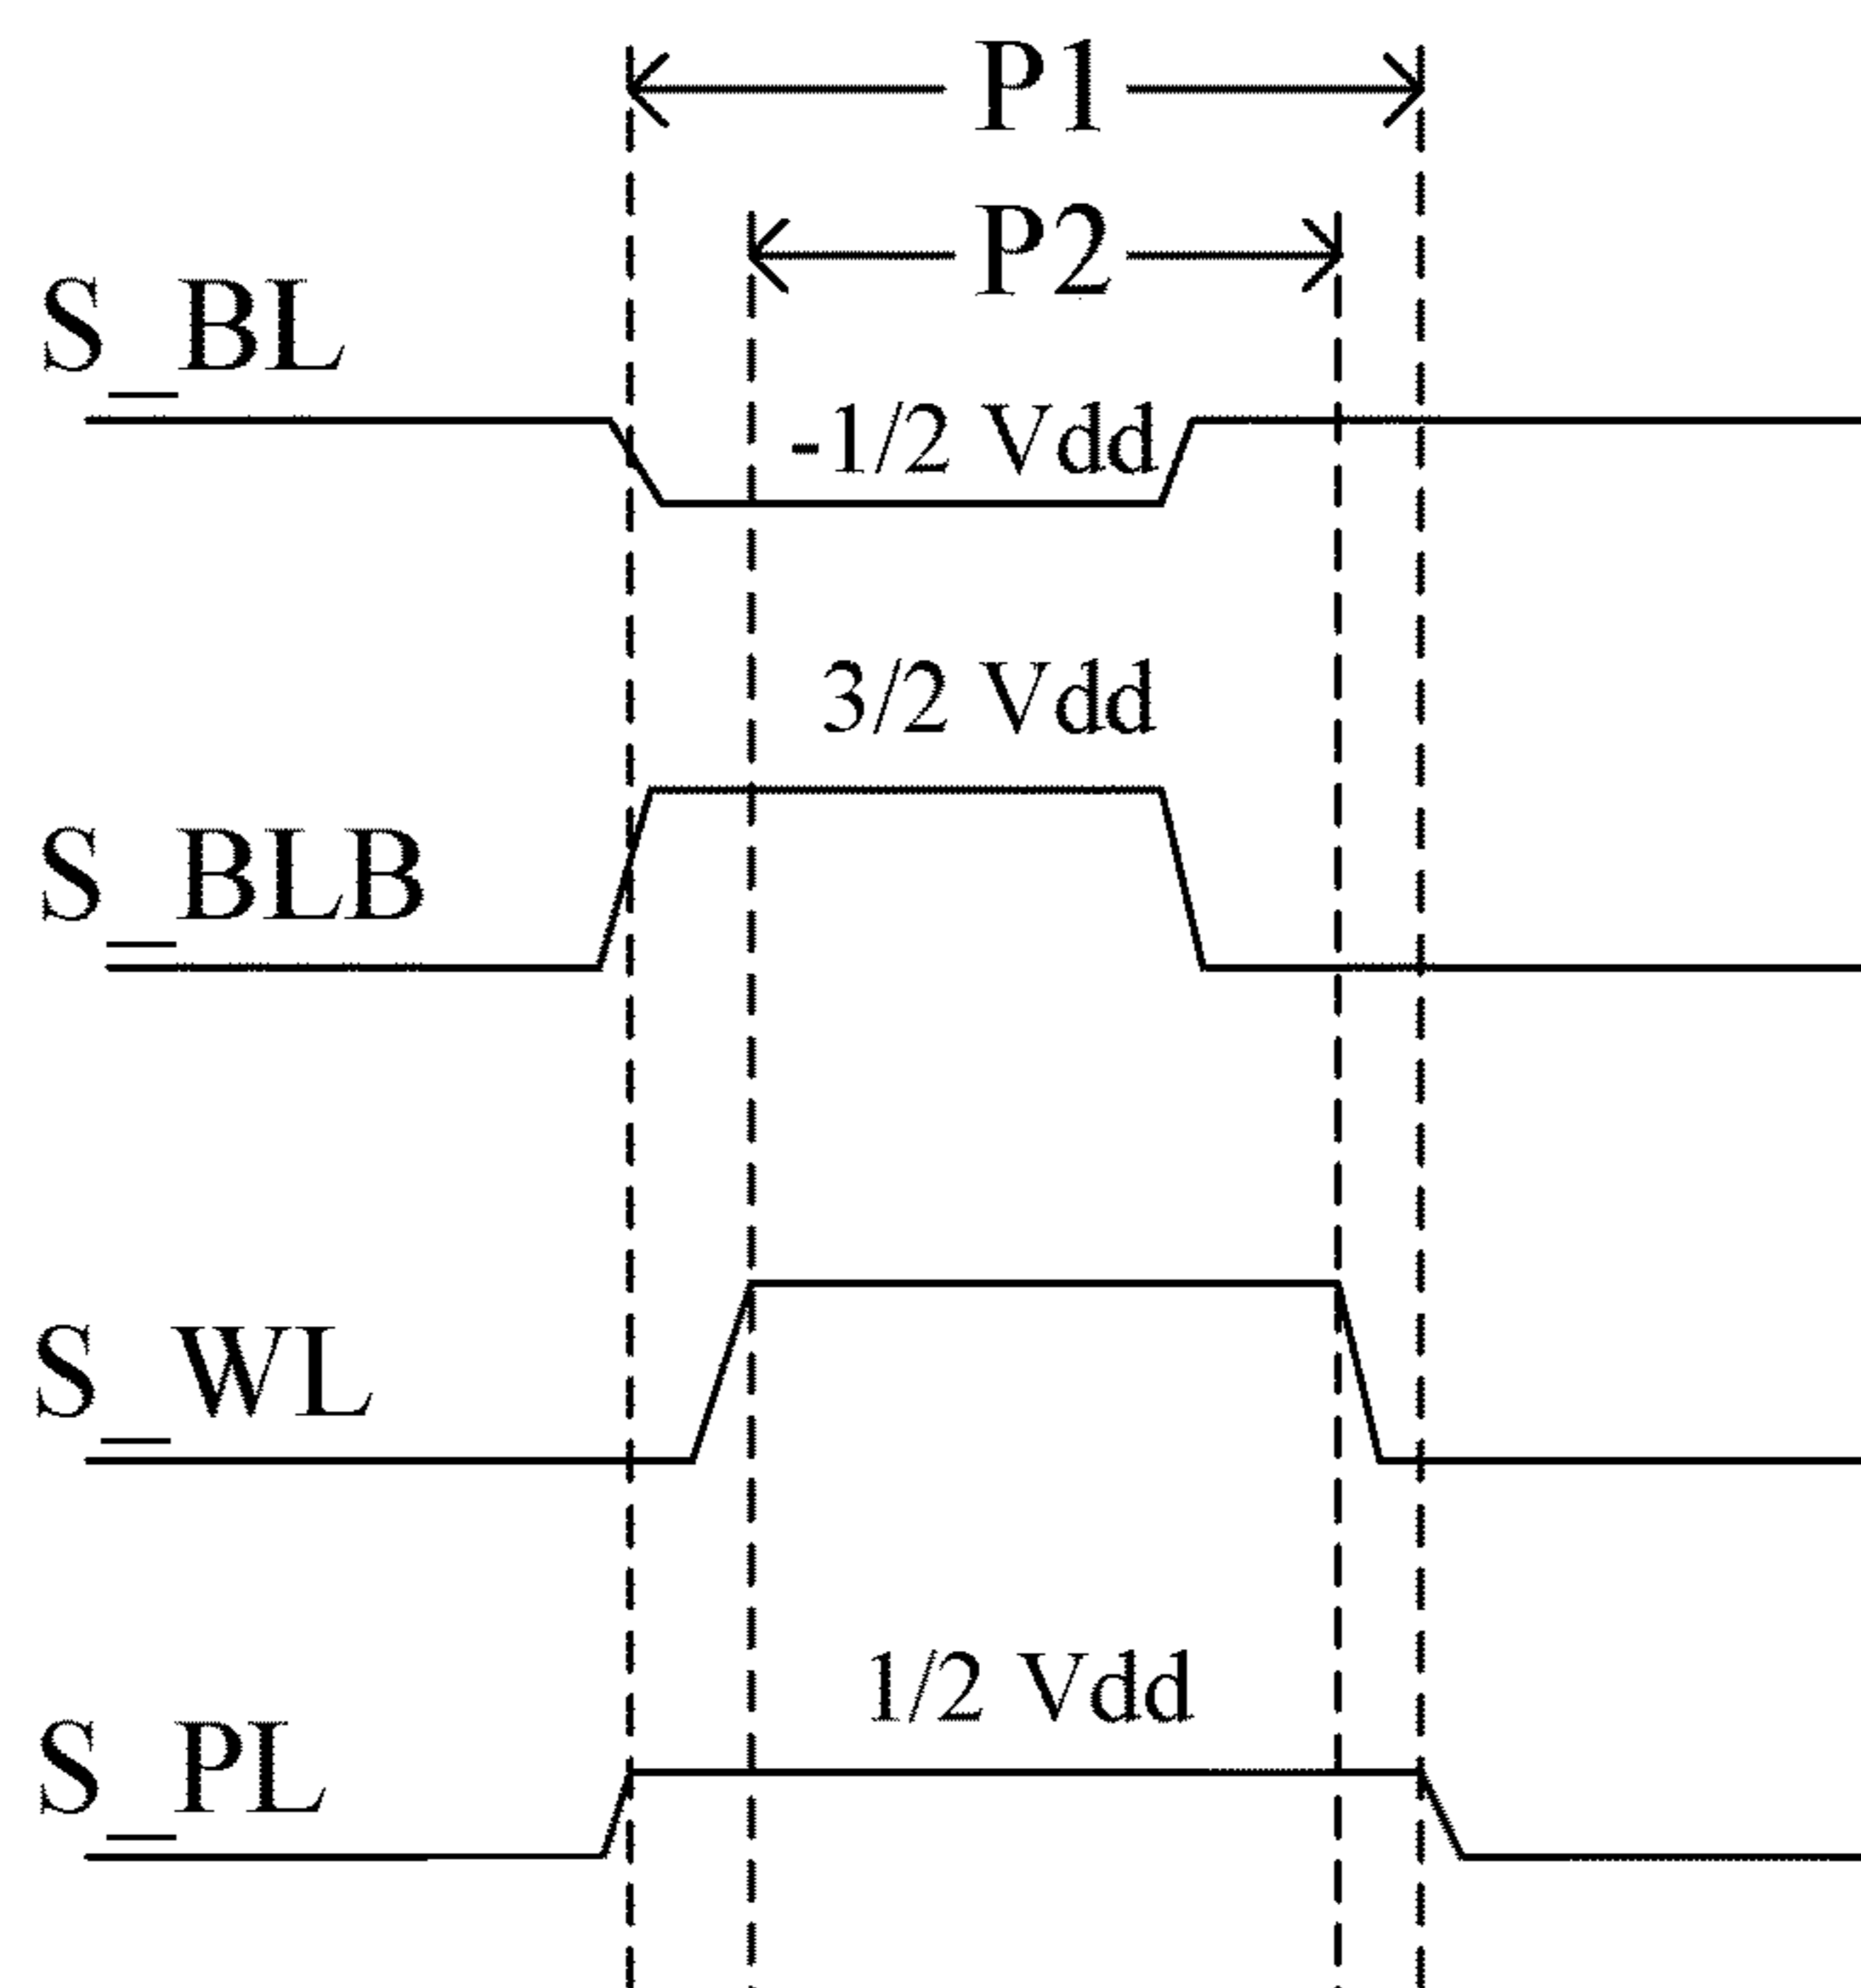 P1
P2
S_BL
-1/2 Vdd
3/2 Vdd
S_BLB
S_WL
1/2 Vdd
S_PL